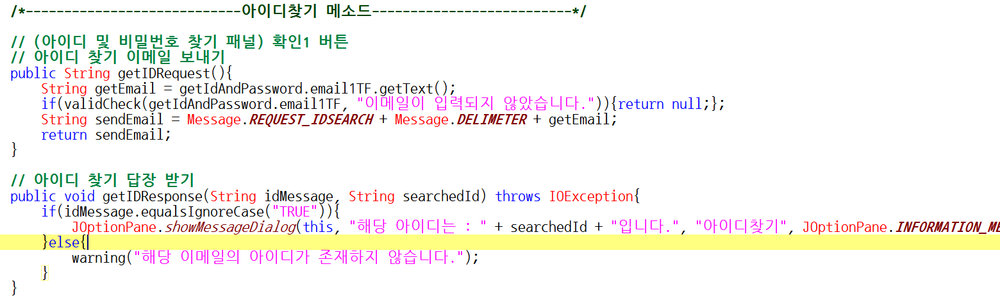 /*----------------------------아이디찾기 메소드--------------------------*/
// (아이디 및 비밀번호 찾기 패널) 확인1 버튼
// 아이디 찾기 이메일 보내기
public String getIDRequest(){
String getEmail = getIdAndPassword.email1TF.getText();
if(validCheck(getIdAndPassword.email1TF, "이메일이 입력되지 않았습니다.")){return null;};
String sendEmail = Message.REQUEST_IDSEARCH + Message.DELIMETER + getEmail;
return sendEmail;
}
// 아이디 찾기 답장 받기
public void getIDResponse(String idMessage, String searchedId) throws IOException{
if(idMessage.equalsIgnoreCase("TRUE")){
JOptionPane.showMessageDialog(this, "해당 아이디는 : " + searchedId + "입니다.", "아이디찾기", JOptionPane.INFORMATION_ME
}else{
warning("해당 이메일의 아이디가 존재하지 않습니다.");
}
}